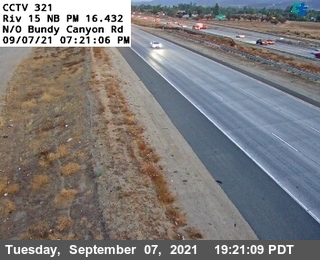 CCTV 321
Riv 15 NB PM 16.432
N/O Bundy Canyon Rd
09/07/21 07:21:06 PM
Tuesday, September 07, 2021 19:21:09 PDT